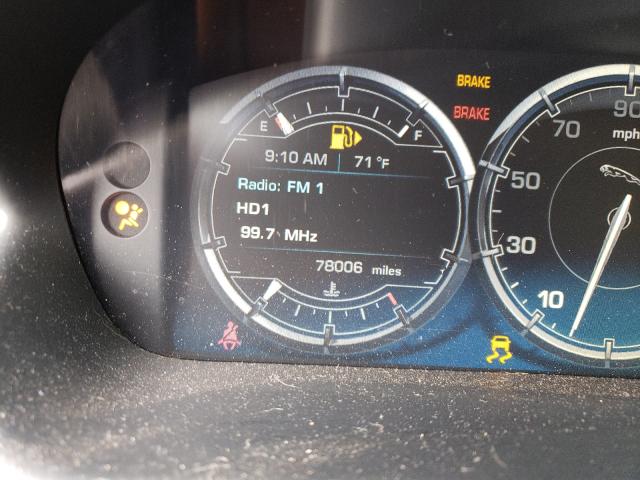 BRAKE
BRAKE
E F
9:10 AM 71°F
Radio: FM 1
HD1
99.7 MHz
78006 miles
90
70
mph
50
30
10